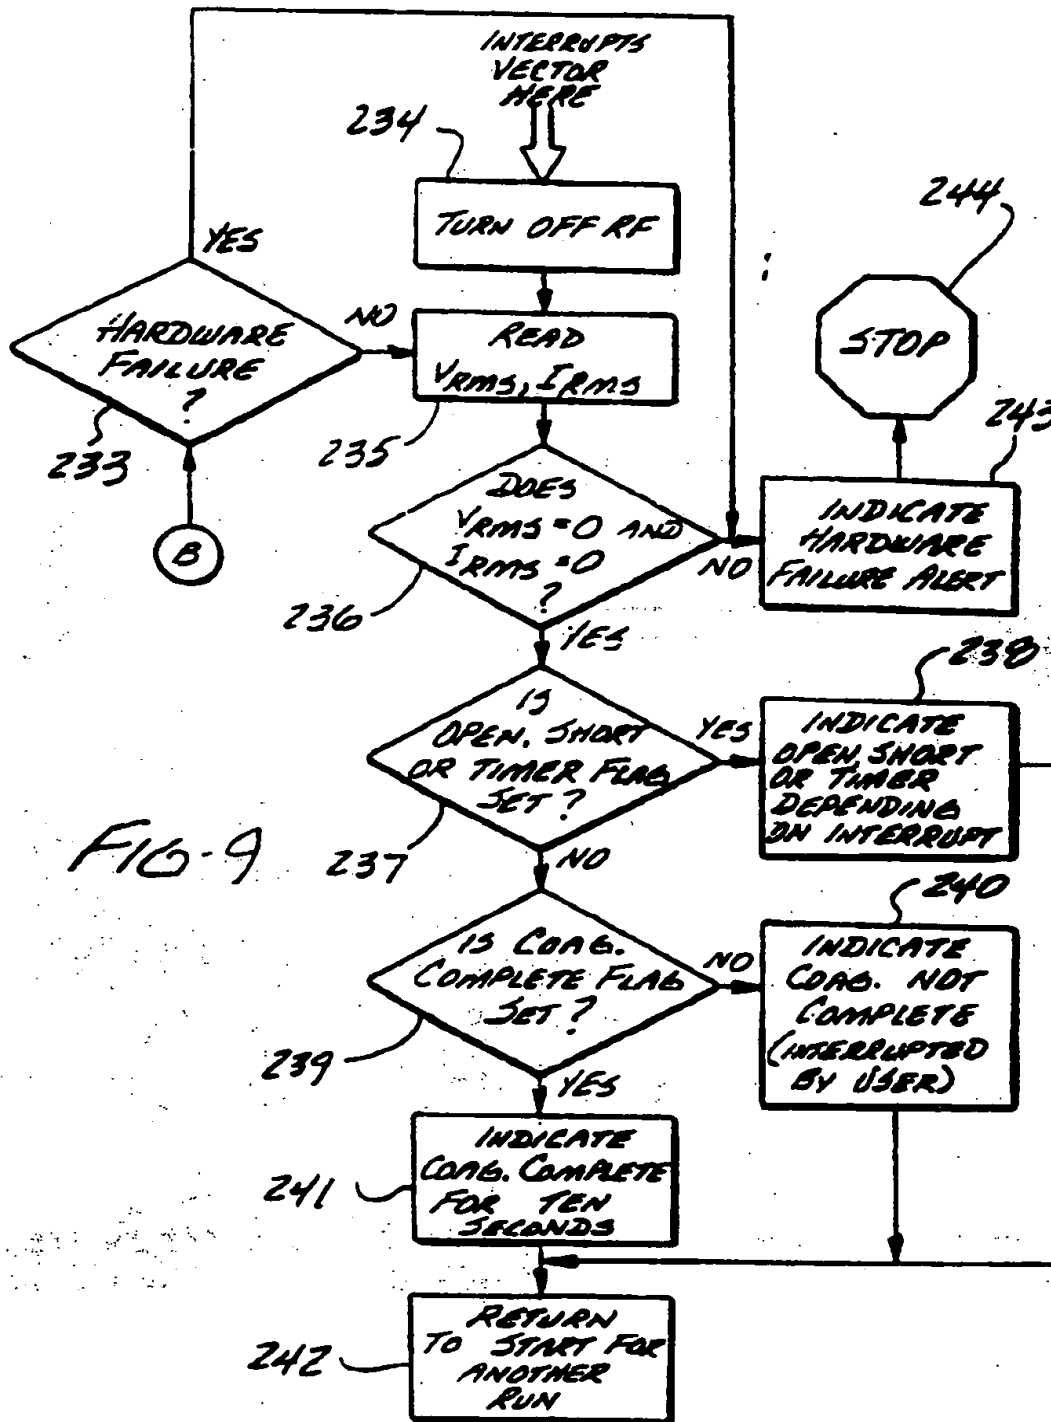 INTERRUPTS
VECTOR
HERE
234
TURN OFF RF
244
STOP
YES
HARDWARE
FAILURE
?
233
NO
READ
VRMS, IRMS
235
B
DOES
VRMS = 0 AND
IRMS = 0
?
236
NO
YES
243
INDICATE
HARDWARE
FAILURE ALERT
IS
OPEN, SHORT
OR TIMER FLAG
SET?
237
YES
NO
238
INDICATE
OPEN, SHORT
OR TIMER
DEPENDING
ON INTERRUPT
FIG-9
IS COAG.
COMPLETE FLAG
SET?
239
NO
YES
240
INDICATE
COAG. NOT
COMPLETE
(INTERRUPTED
BY USER)
INDICATE
COAG. COMPLETE
FOR TEN
SECONDS
241
RETURN
TO START FOR
ANOTHER
RUN
242